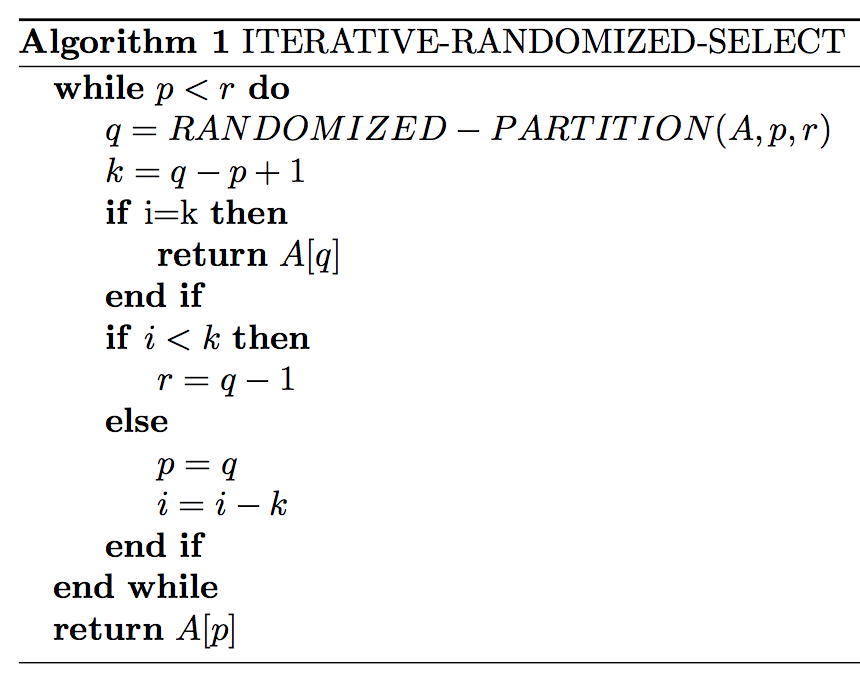 Algorithm 1 ITERATIVE-RANDOMIZED-SELECT
while p < r do
q = RANDOMIZED − PARTITION(A, p, r)
k = q − p + 1
if i=k then
return A[q]
end if
if i < k then
r = q − 1
else
p = q
i = i − k
end if
end while
return A[p]